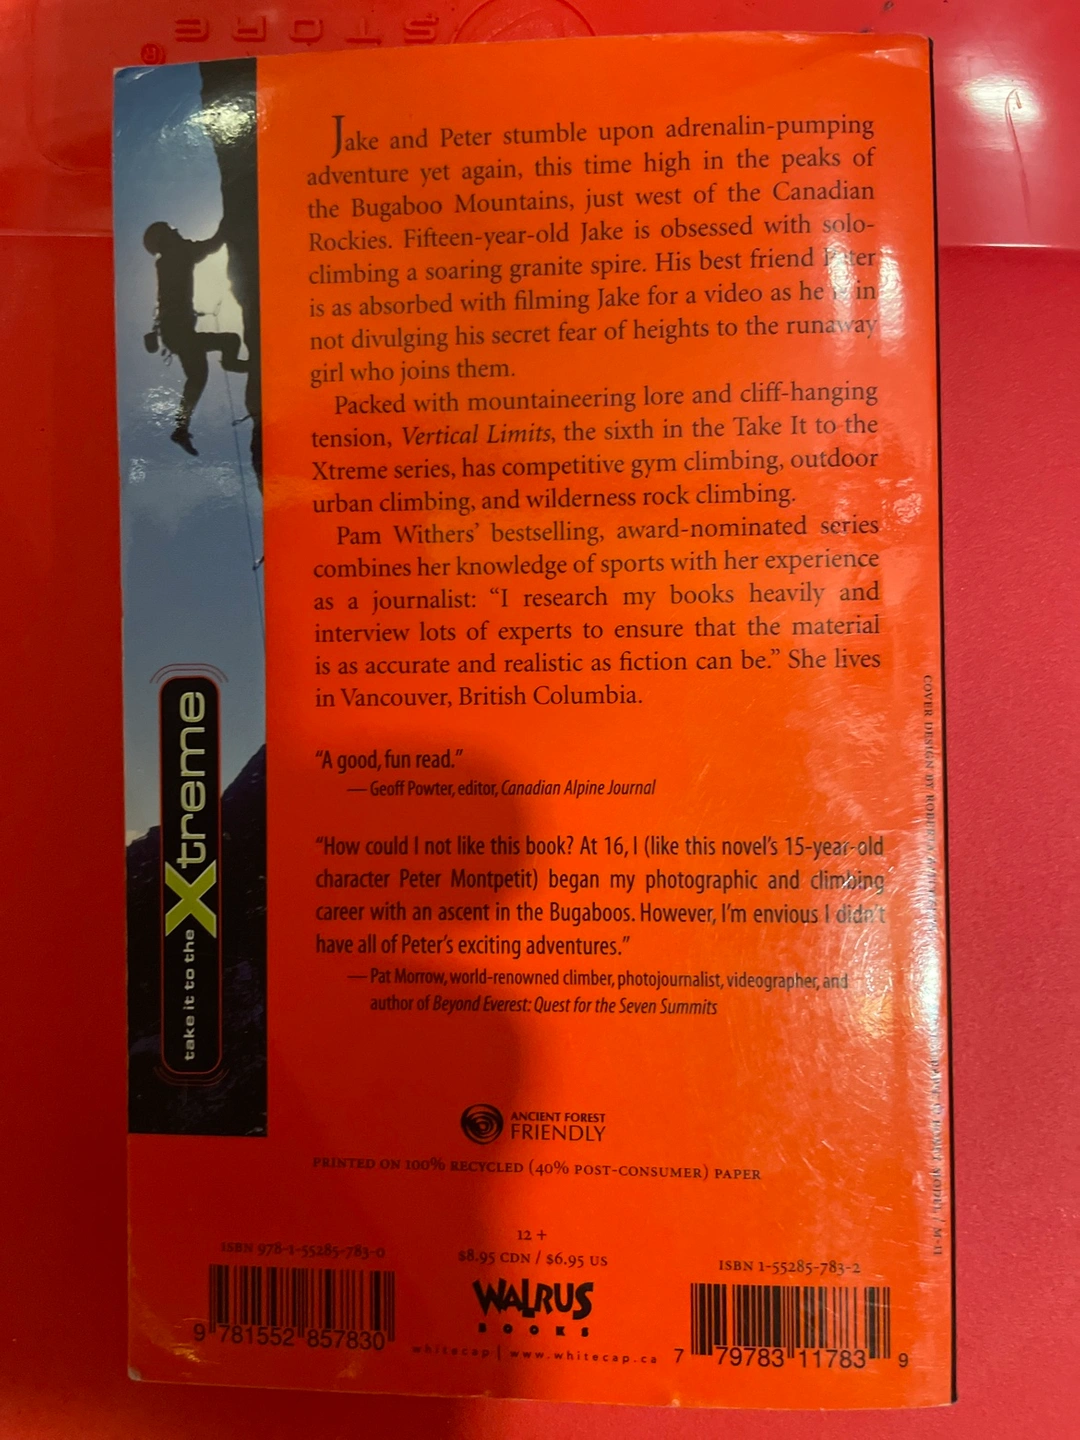 STORE
®
Jake and Peter stumble upon adrenalin-pumping
adventure yet again, this time high in the peaks of
the Bugaboo Mountains, just west of the Canadian
Rockies. Fifteen-year-old Jake is obsessed with solo-
climbing a soaring granite spire. His best friend Peter
is as absorbed with filming Jake for a video as he is in
not divulging his secret fear of heights to the runaway
girl who joins them.
Packed with mountaineering lore and cliff-hanging
tension, Vertical Limits, the sixth in the Take It to the
Xtreme series, has competitive gym climbing, outdoor
urban climbing, and wilderness rock climbing.
Pam Withers’ bestselling, award-nominated series
combines her knowledge of sports with her experience
as a journalist: “I research my books heavily and
interview lots of experts to ensure that the material
is as accurate and realistic as fiction can be.” She lives
in Vancouver, British Columbia.
“A good, fun read.”
— Geoff Powter, editor, Canadian Alpine Journal
“How could I not like this book? At 16, I (like this novel’s 15-year-old
character Peter Montpetit) began my photographic and climbing
career with an ascent in the Bugaboos. However, I’m envious I didn’t
have all of Peter’s exciting adventures.”
— Pat Morrow, world-renowned climber, photojournalist, videographer, and
author of Beyond Everest: Quest for the Seven Summits
take it to the Xtreme
COVER DESIGN BY
ANCIENT FOREST
FRIENDLY
PRINTED ON 100% RECYCLED (40% POST-CONSUMER) PAPER
12 +
$8.95 CDN / $6.95 US
WALRUS
BOOKS
whitecap | www.whitecap.ca
ISBN 978-1-55285-783-0
9 781552 857830
ISBN 1-55285-783-2
7 79783 11783 9